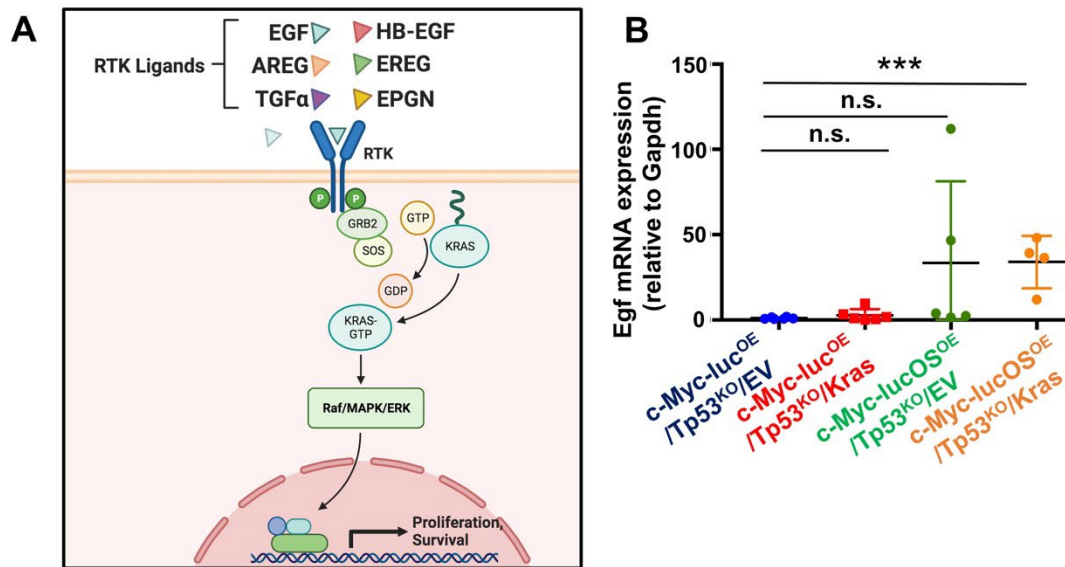 A
RTK Ligands
EGF
HB-EGF
AREG
EREG
TGFα
EPGN
RTK
P
P
GRB2
SOS
GTP
KRAS
GDP
KRAS-
GTP
Raf/MAPK/ERK
Proliferation,
Survival
B
Egf mRNA expression
(relative to Gapdh)
150
100
50
0
***
n.s.
n.s.
c-Myc-lucOE
/Tp53KO/EV
c-Myc-lucOE
/Tp53KO/Kras
c-Myc-lucOSOE
/Tp53KO/EV
c-Myc-lucOSOE
/Tp53KO/Kras